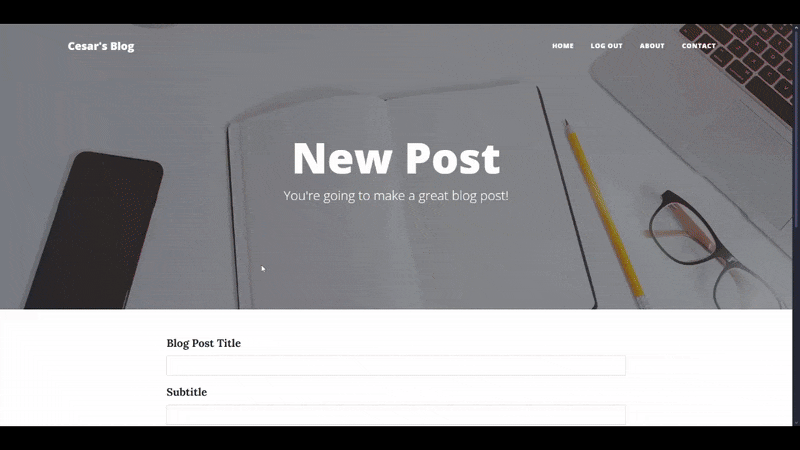 Cesar's Blog
HOME LOG OUT ABOUT CONTACT
New Post
You're going to make a great blog post!
Blog Post Title
Subtitle